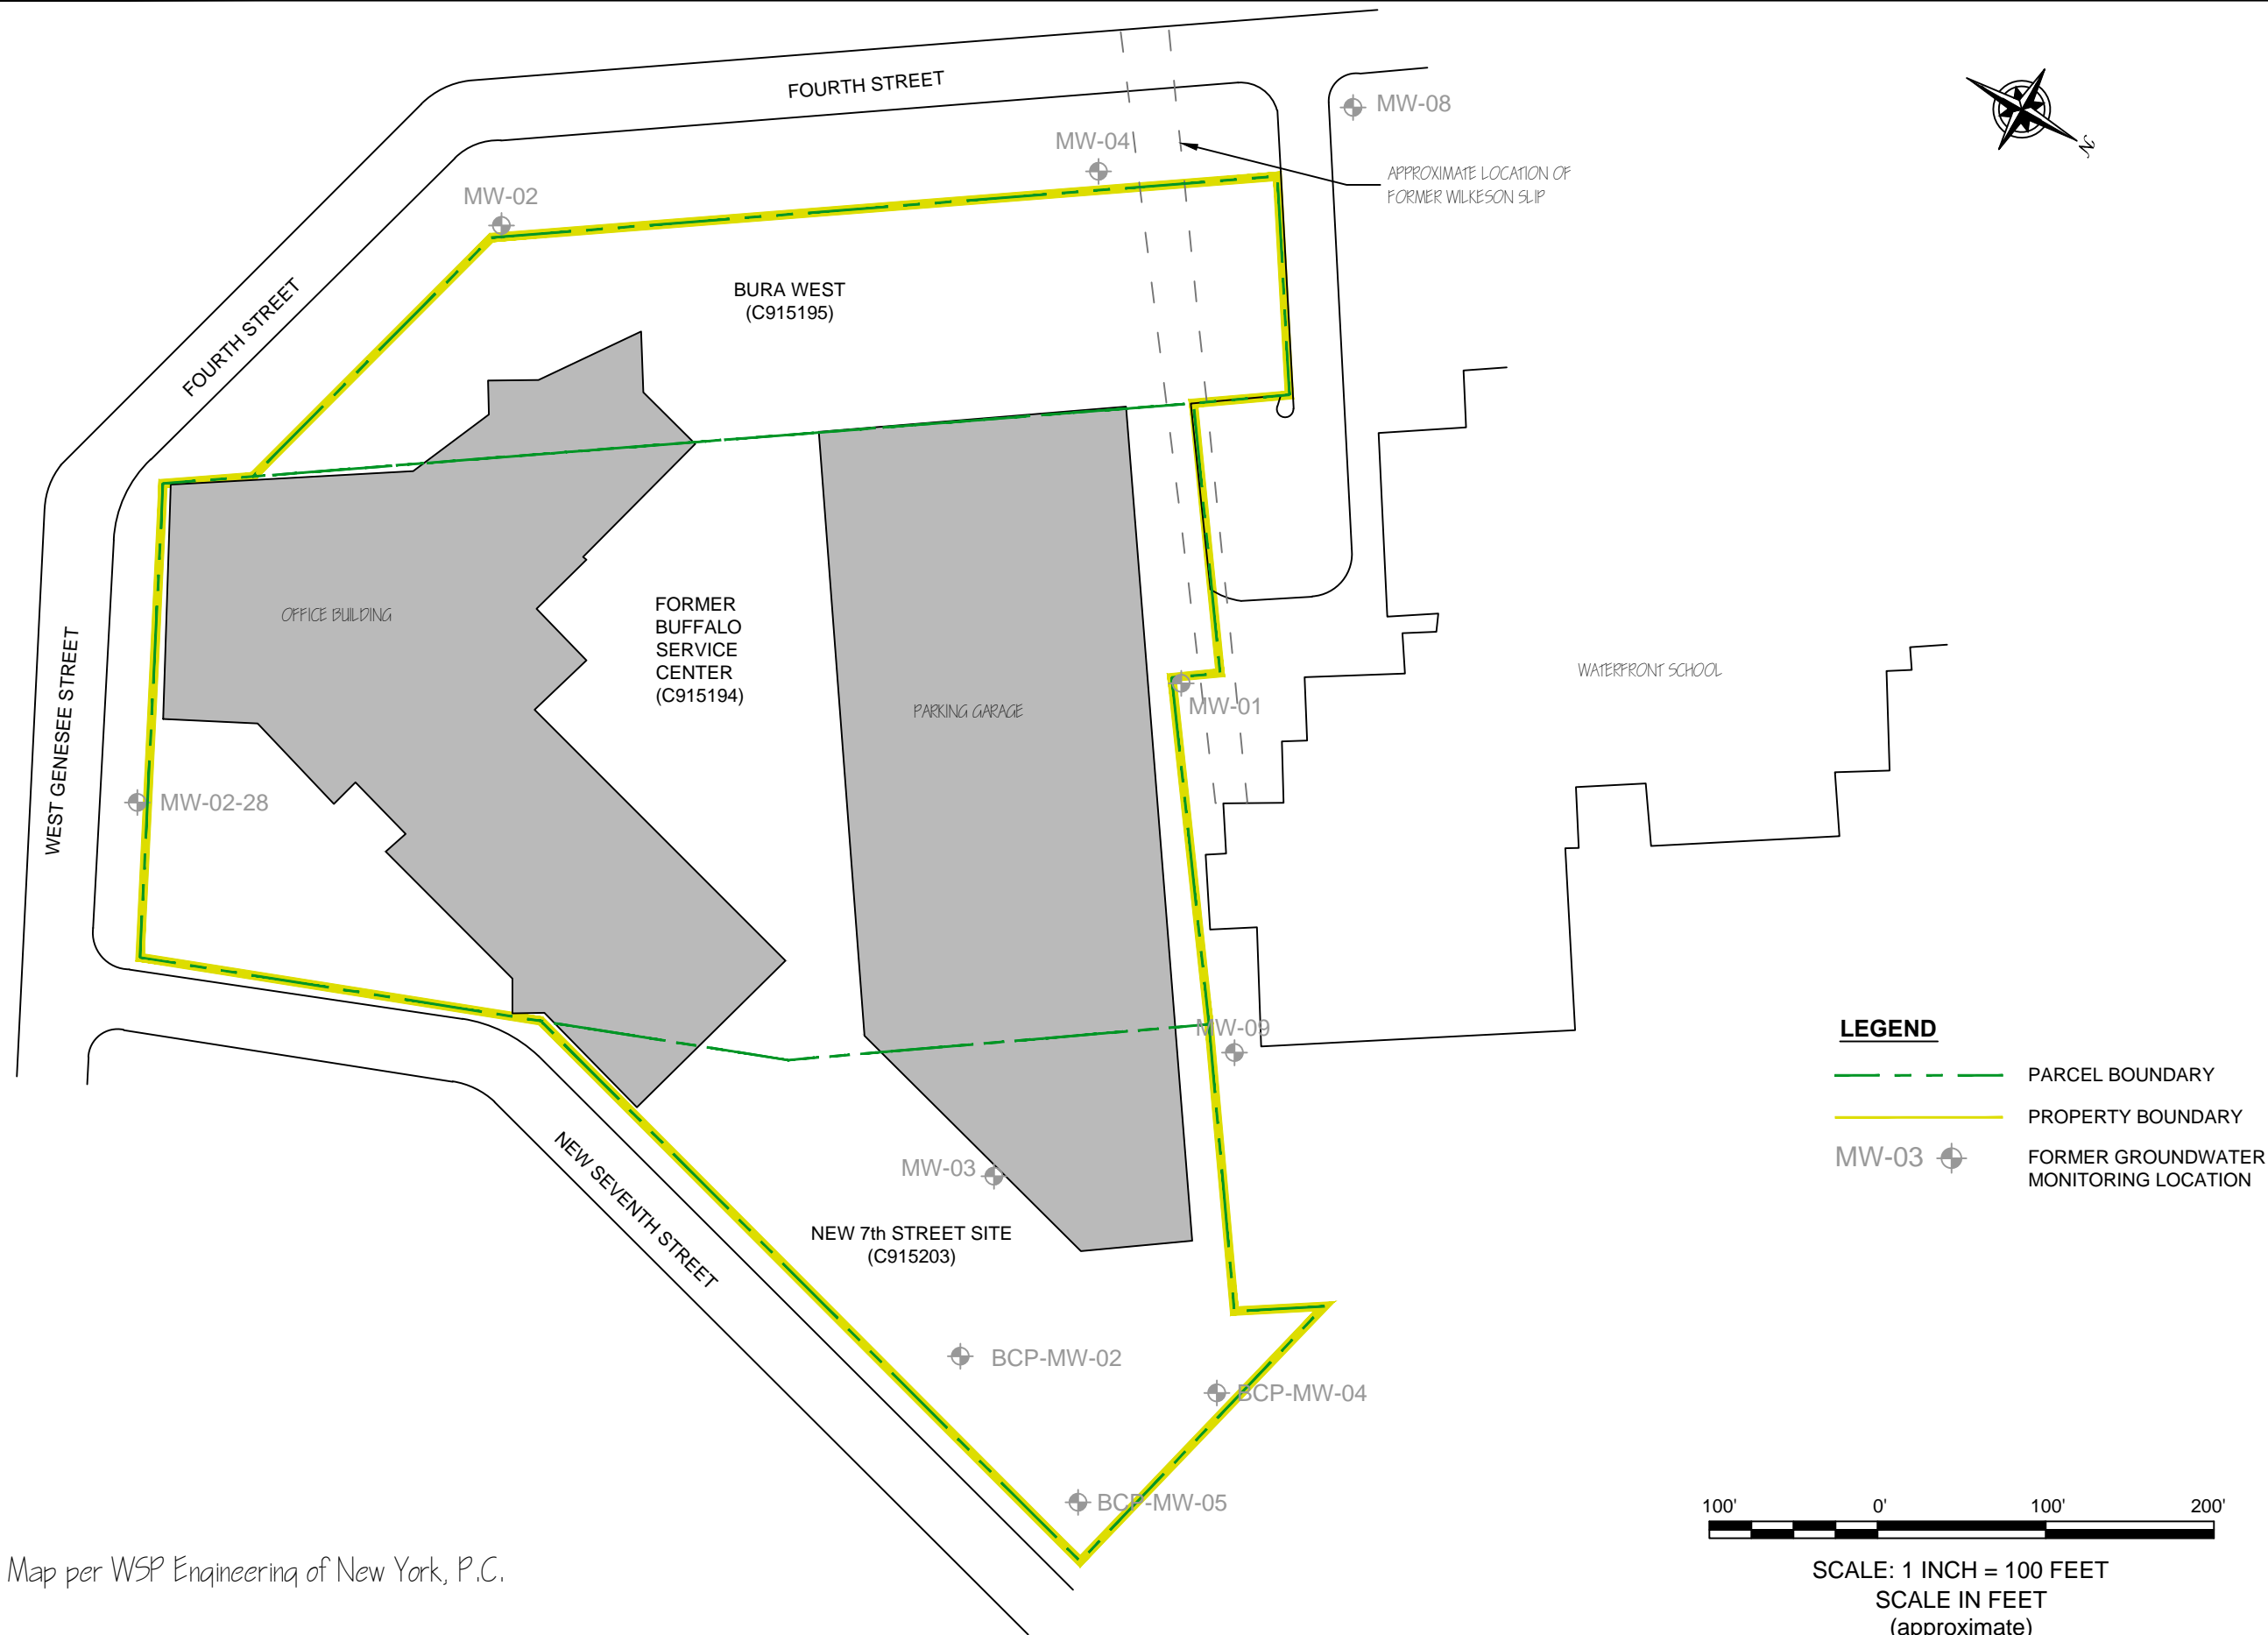 FOURTH STREET
MW-08
MW-04
APPROXIMATE LOCATION OF
FORMER WILKESON SLIP
N
MW-02
BURA WEST
(C915195)
FOURTH STREET
OFFICE BUILDING
FORMER
BUFFALO
SERVICE
CENTER
(C915194)
PARKING GARAGE
MW-01
WATERFRONT SCHOOL
WEST GENESEE STREET
MW-02-28
MW-09
LEGEND
PARCEL BOUNDARY
PROPERTY BOUNDARY
MW-03
FORMER GROUNDWATER
MONITORING LOCATION
NEW SEVENTH STREET
MW-03
NEW 7th STREET SITE
(C915203)
BCP-MW-02
BCP-MW-04
BCP-MW-05
100' 0' 100' 200'
SCALE: 1 INCH = 100 FEET
SCALE IN FEET
(approximate)
Map per WSP Engineering of New York, P.C.